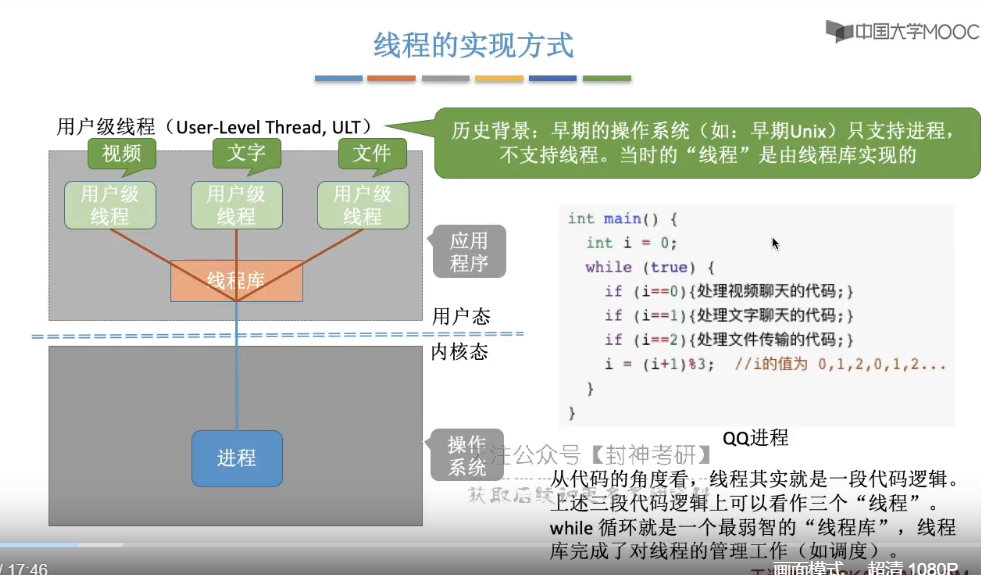 中国大学MOOC
线程的实现方式
用户级线程（User-Level Thread, ULT）
历史背景：早期的操作系统（如：早期Unix）只支持进程，
不支持线程。当时的“线程”是由线程库实现的
视频
文字
文件
用户级
线程
用户级
线程
用户级
线程
线程库
应用
程序
用户态
内核态
进程
操作
系统
int main() {
int i = 0;
while (true) {
if (i==0){处理视频聊天的代码;}
if (i==1){处理文字聊天的代码;}
if (i==2){处理文件传输的代码;}
i = (i+1)%3; //i的值为 0,1,2,0,1,2...
}
}
QQ进程
注公众号【封神考研】
获取后续
从代码的角度看，线程其实就是一段代码逻辑。
上述三段代码逻辑上可以看作三个“线程”。
while 循环就是一个最弱智的“线程库”，线程
库完成了对线程的管理工作（如调度）。
/ 17:46
画面模式
超清 1080P